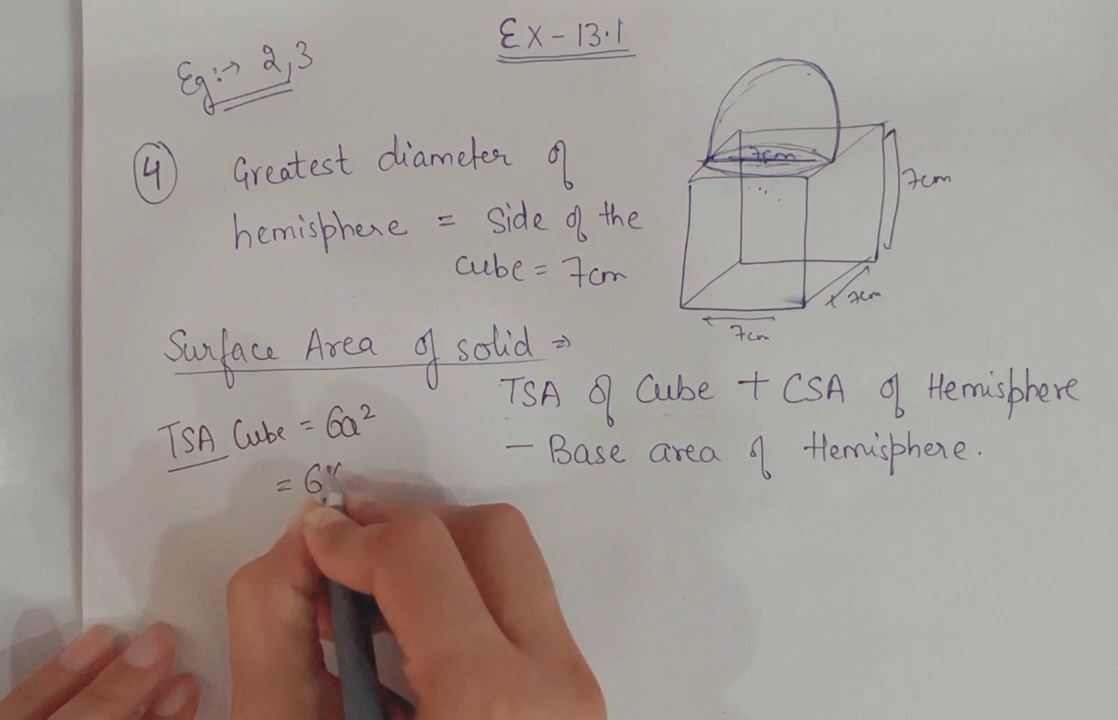 Ex - 13.1
Eg :→ 2,3
4 Greatest diameter of
hemisphere = Side of the
Cube = 7cm
7cm
7cm
7cm
7cm
Surface Area of solid ⇒
TSA of Cube + CSA of Hemisphere
- Base area of Hemisphere.
TSA Cube = 6a²
= 6